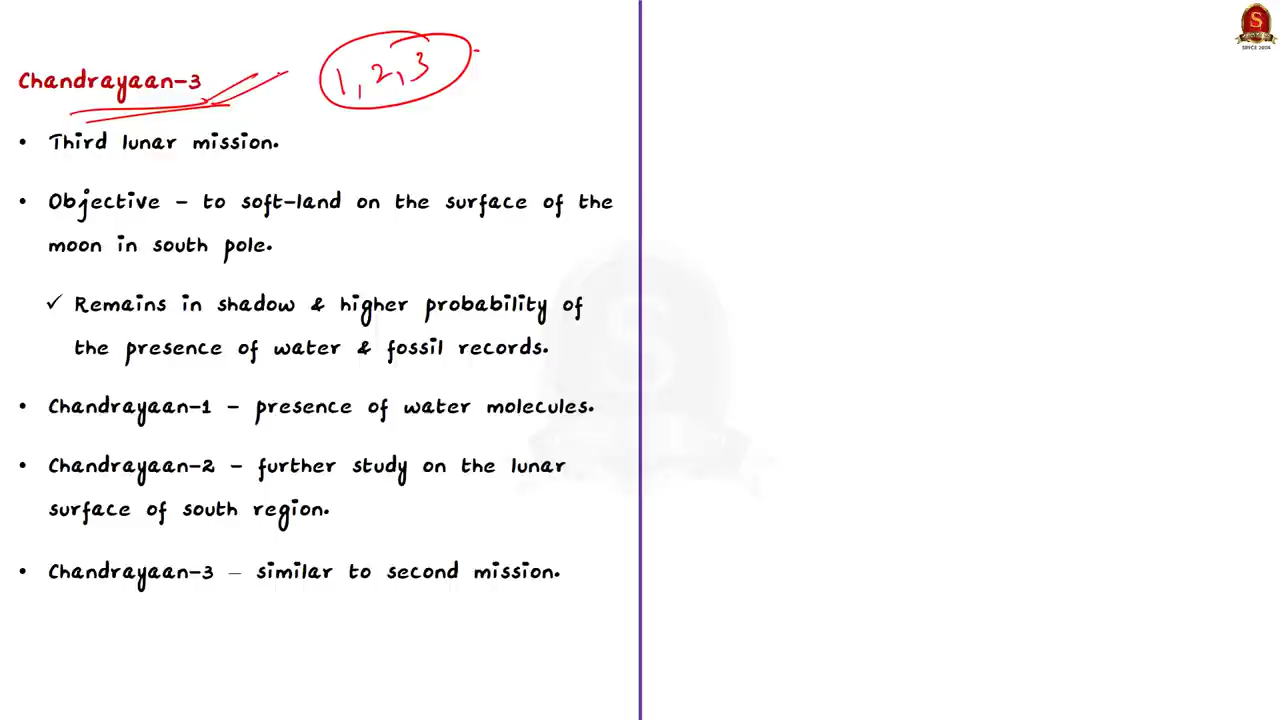 Chandrayaan-3
1, 2, 3
• Third lunar mission.
• Objective - to soft-land on the surface of the
moon in south pole.
✓ Remains in shadow & higher probability of
the presence of water & fossil records.
• Chandrayaan-1 - presence of water molecules.
• Chandrayaan-2 - further study on the lunar
surface of south region.
• Chandrayaan-3 – similar to second mission.
S
SINCE 2004